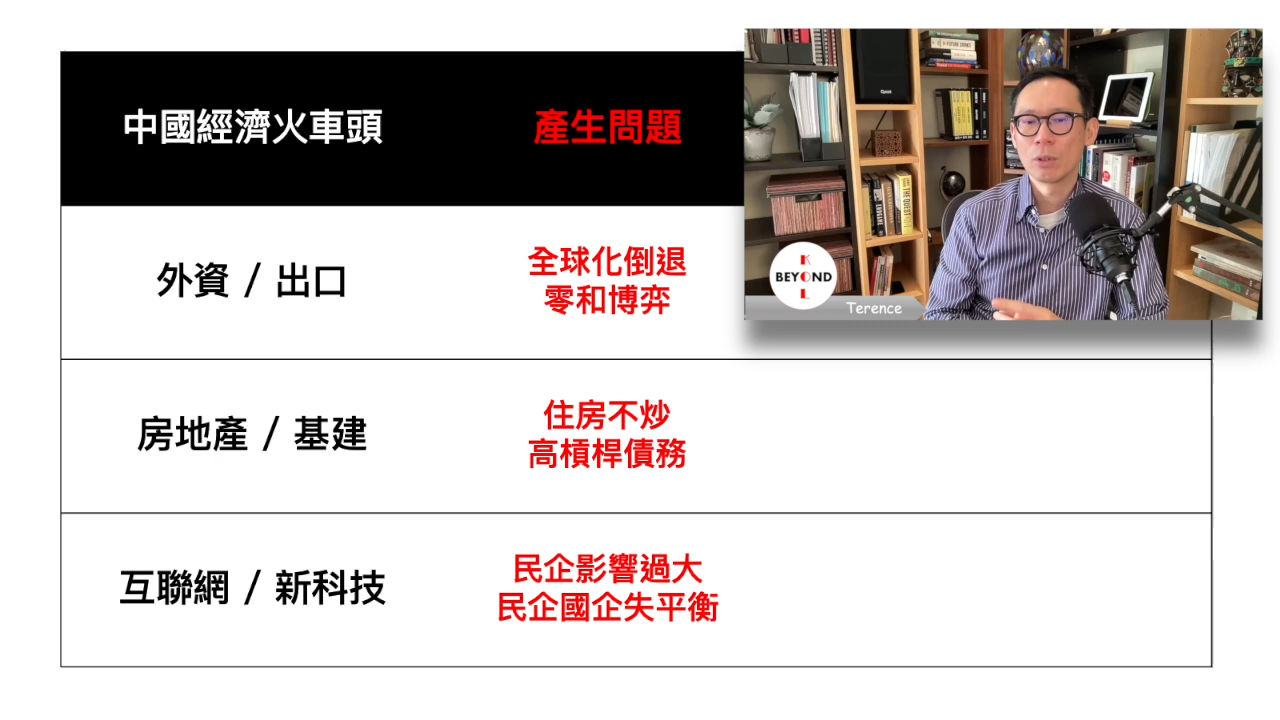 中國經濟火車頭
產生問題
外資 / 出口
全球化倒退
零和博弈
房地產 / 基建
住房不炒
高槓桿債務
互聯網 / 新科技
民企影響過大
民企國企失平衡
K
BEYOND
L
Terence
THE QUEST